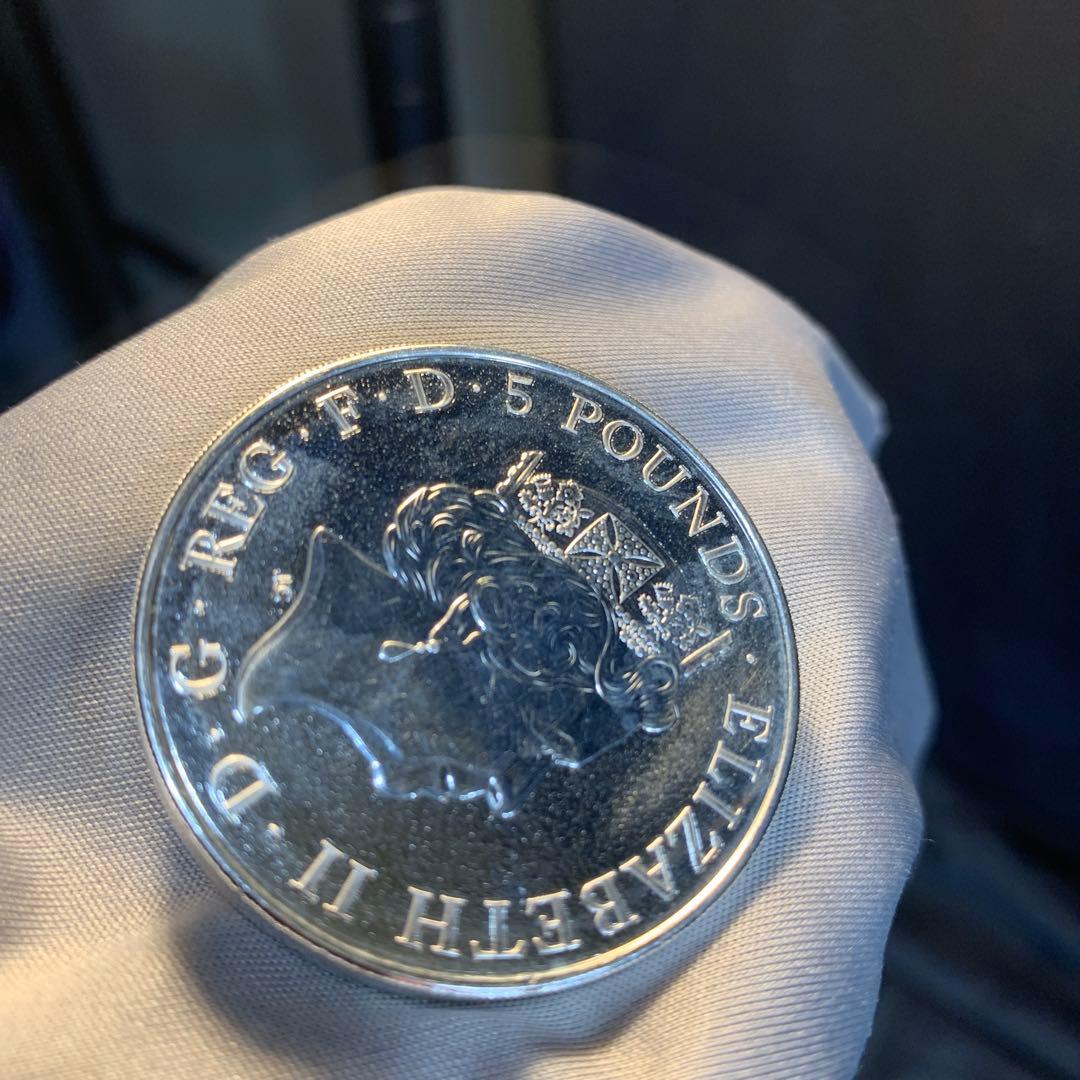 ELIZABETH II · D · G · REG · F · D · 5 POUNDS ·